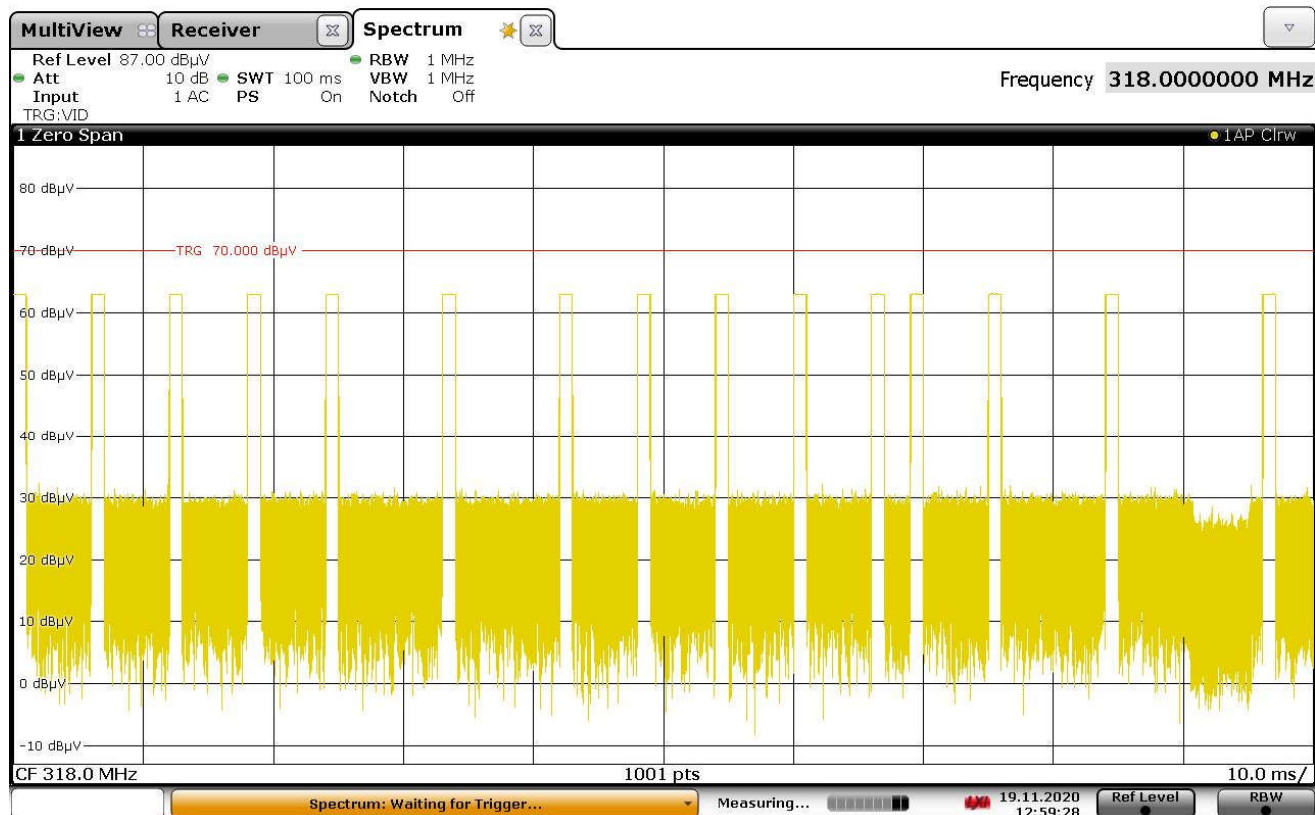 MultiView Receiver Spectrum
Ref Level 87.00 dBµV RBW 1 MHz
Att 10 dB SWT 100 ms VBW 1 MHz
Input 1 AC PS On Notch Off
TRG:VID
Frequency 318.0000000 MHz
1 Zero Span 1AP Clrw
80 dBµV
70 dBµV
TRG 70.000 dBµV
60 dBµV
50 dBµV
40 dBµV
30 dBµV
20 dBµV
10 dBµV
0 dBµV
-10 dBµV
CF 318.0 MHz 1001 pts 10.0 ms/
Spectrum: Waiting for Trigger... Measuring... 19.11.2020 Ref Level RBW
12:59:28